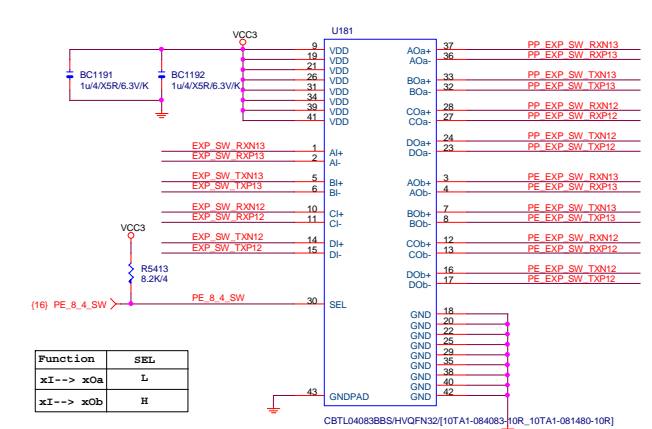 VCC3
U181
9 VDD
19 VDD
21 VDD
26 VDD
31 VDD
34 VDD
39 VDD
41 VDD
BC1191
1u/4/X5R/6.3V/K
BC1192
1u/4/X5R/6.3V/K
EXP_SW_RXN13 1 AI+
EXP_SW_RXP13 2 AI-
EXP_SW_TXN13 5 BI+
EXP_SW_TXP13 6 BI-
EXP_SW_RXN12 10 CI+
EXP_SW_RXP12 11 CI-
EXP_SW_TXN12 14 DI+
EXP_SW_TXP12 15 DI-
VCC3
R5413
8.2K/4
{16} PE_8_4_SW PE_8_4_SW 30 SEL
43 GNDPAD
AOa+ 37 PP_EXP_SW_RXN13
AOa- 36 PP_EXP_SW_RXP13
BOa+ 33 PP_EXP_SW_TXN13
BOa- 32 PP_EXP_SW_TXP13
COa+ 28 PP_EXP_SW_RXN12
COa- 27 PP_EXP_SW_RXP12
DOa+ 24 PP_EXP_SW_TXN12
DOa- 23 PP_EXP_SW_TXP12
AOb+ 3 PE_EXP_SW_RXN13
AOb- 4 PE_EXP_SW_RXP13
BOb+ 7 PE_EXP_SW_TXN13
BOb- 8 PE_EXP_SW_TXP13
COb+ 12 PE_EXP_SW_RXN12
COb- 13 PE_EXP_SW_RXP12
DOb+ 16 PE_EXP_SW_TXN12
DOb- 17 PE_EXP_SW_TXP12
GND 18
GND 20
GND 22
GND 25
GND 29
GND 35
GND 38
GND 40
GND 42
Function SEL
xI--> xOa L
xI--> xOb H
CBTL04083BBS/HVQFN32/[10TA1-084083-10R_10TA1-081480-10R]